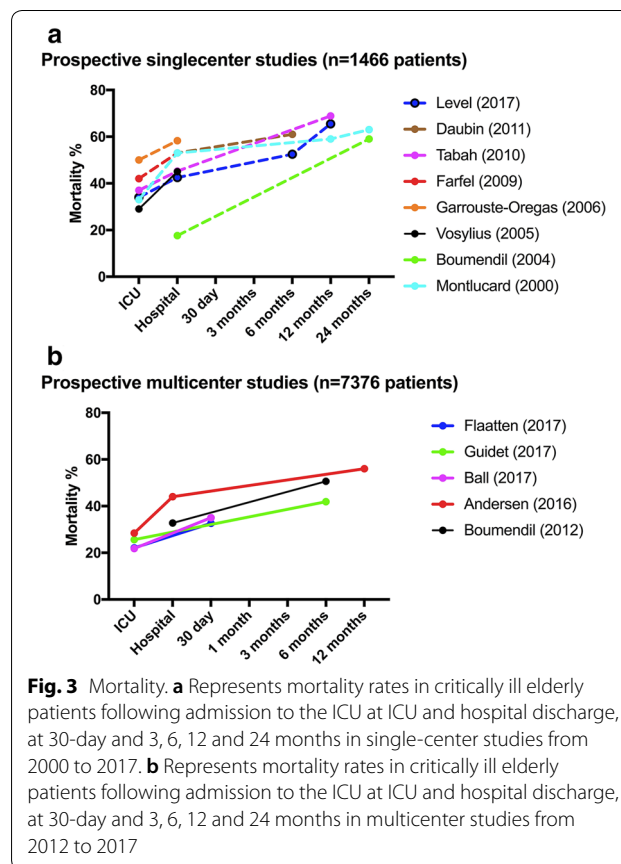 a
Prospective singlecenter studies (n=1466 patients)
80
60
40
20
0
Mortality %
ICU
Hospital
30 day
3 months
6 months
12 months
24 months
Level (2017)
Daubin (2011)
Tabah (2010)
Farfel (2009)
Garrouste-Oregas (2006)
Vosylius (2005)
Boumendil (2004)
Montlucard (2000)
b
Prospective multicenter studies (n=7376 patients)
80
60
40
20
0
Mortality %
ICU
Hospital
30 day
1 month
3 months
6 months
12 months
Flaatten (2017)
Guidet (2017)
Ball (2017)
Andersen (2016)
Boumendil (2012)
Fig. 3 Mortality. a Represents mortality rates in critically ill elderly
patients following admission to the ICU at ICU and hospital discharge,
at 30-day and 3, 6, 12 and 24 months in single-center studies from
2000 to 2017. b Represents mortality rates in critically ill elderly
patients following admission to the ICU at ICU and hospital discharge,
at 30-day and 3, 6, 12 and 24 months in multicenter studies from
2012 to 2017